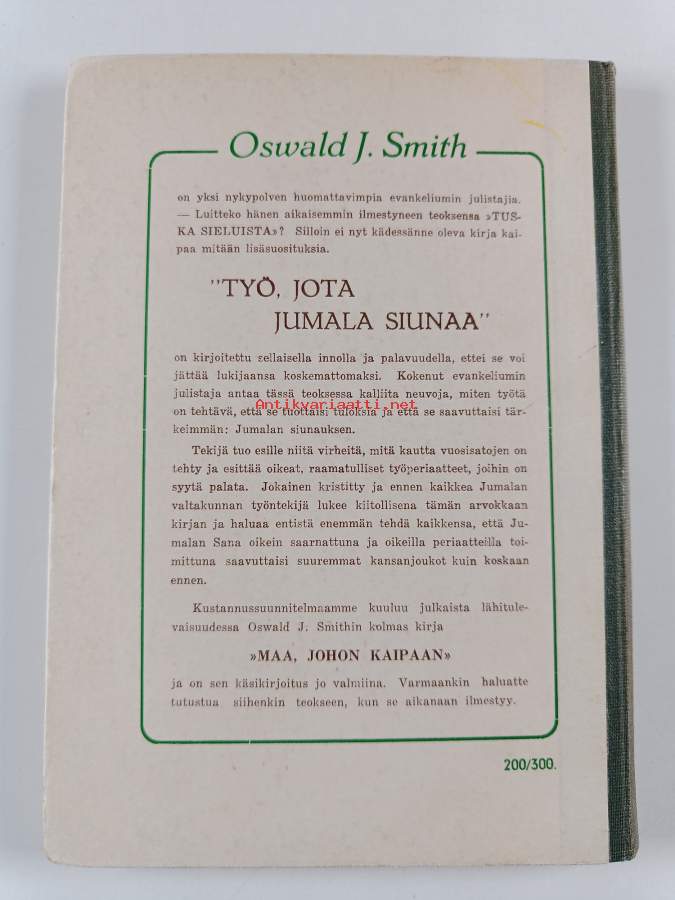 Oswald J. Smith
on yksi nykypolven huomattavimpia evankeliumin julistajia.
— Luitteko hänen aikaisemmin ilmestyneen teoksensa »TUS-
KA SIELUISTA»? Silloin ei nyt kädessänne oleva kirja kai-
paa mitään lisäsuosituksia.
"TYÖ, JOTA
JUMALA SIUNAA"
on kirjoitettu sellaisella innolla ja palavuudella, ettei se voi
jättää lukijaansa koskemattomaksi. Kokenut evankeliumin
julistaja antaa tässä teoksessa kalliita neuvoja, miten työtä
Antikvariaatti.net
on tehtävä, että se tuottaisi tuloksia ja että se saavuttaisi tär-
keimmän: Jumalan siunauksen.
Tekijä tuo esille niitä virheitä, mitä kautta vuosisatojen on
tehty ja esittää oikeat, raamatulliset työperiaatteet, joihin on
syytä palata. Jokainen kristitty ja ennen kaikkea Jumalan
valtakunnan työntekijä lukee kiitollisena tämän arvokkaan
kirjan ja haluaa entistä enemmän tehdä kaikkensa, että Ju-
malan Sana oikein saarnattuna ja oikeilla periaatteilla toi-
mittuna saavuttaisi suuremmat kansanjoukot kuin koskaan
ennen.
Kustannussuunnitelmaamme kuuluu julkaista lähitule-
vaisuudessa Oswald J. Smithin kolmas kirja
»MAA, JOHON KAIPAAN»
ja on sen käsikirjoitus jo valmiina. Varmaankin haluatte
tutustua siihenkin teokseen, kun se aikanaan ilmestyy.
200/300.